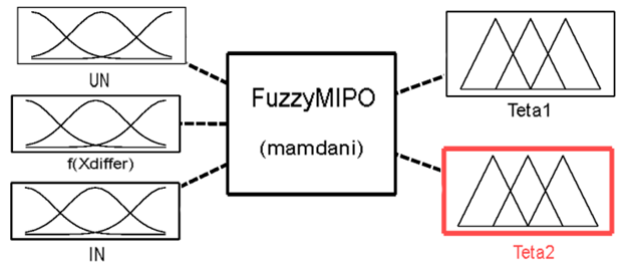 UN
f(Xdiffer)
IN
FuzzyMIPO
(mamdani)
Teta1
Teta2